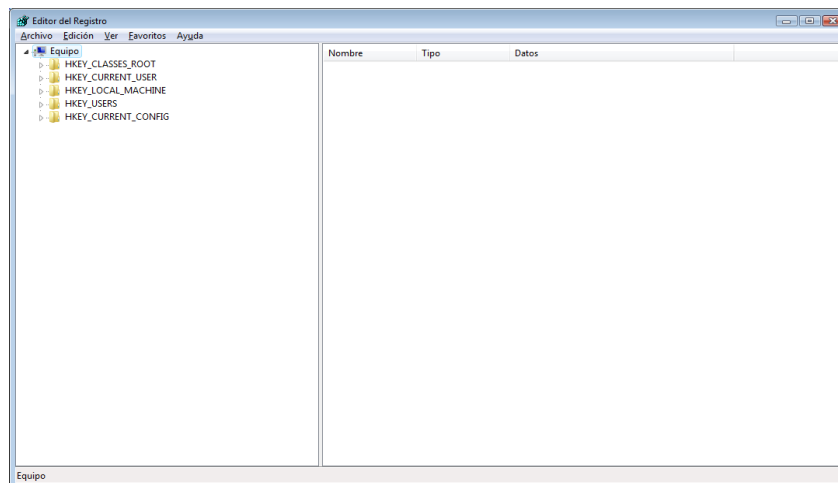 Editor del Registro
Archivo Edición Ver Favoritos Ayuda
Equipo
HKEY_CLASSES_ROOT
HKEY_CURRENT_USER
HKEY_LOCAL_MACHINE
HKEY_USERS
HKEY_CURRENT_CONFIG
Nombre Tipo Datos
Equipo